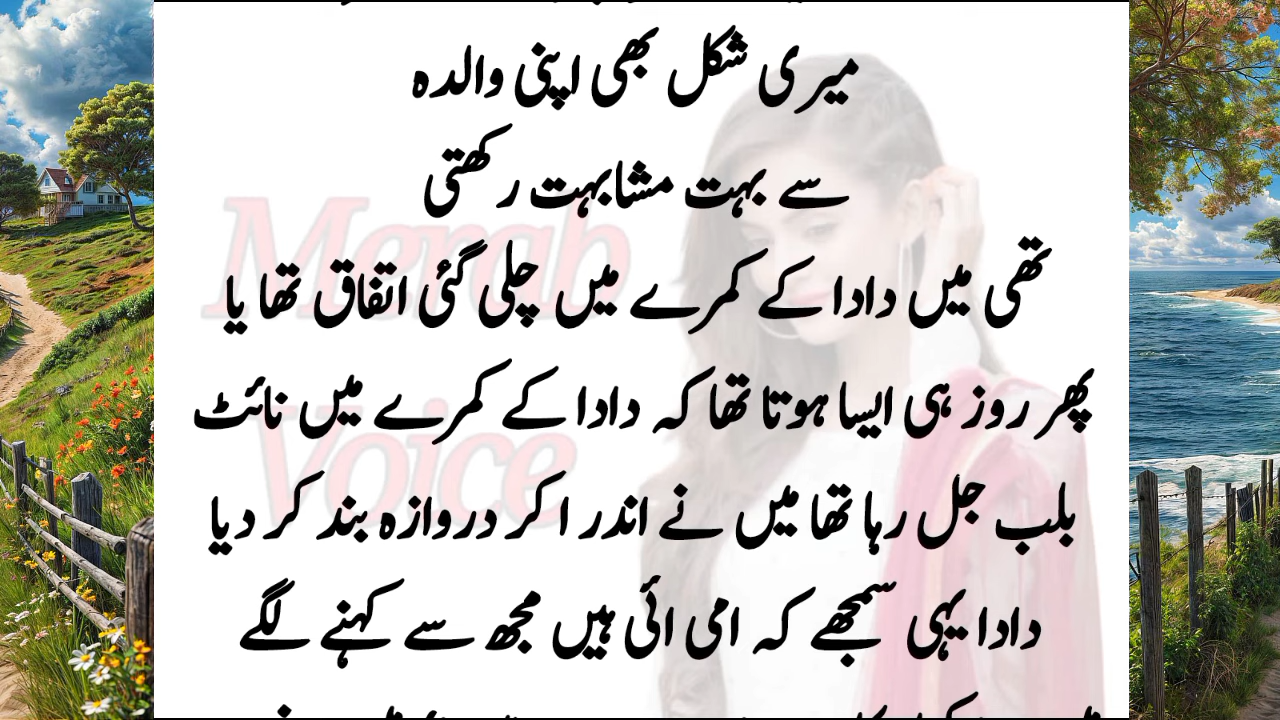 میری شکل بھی اپنی والدہ
سے بہت مشابہت رکھتی
تھی میں دادا کے کمرے میں چلی گئی اتفاق تھا یا
پھر روز ہی ایسا ہوتا تھا کہ دادا کے کمرے میں نائٹ
بلب جل رہا تھا میں نے اندر ا کر دروازہ بند کر دیا
دادا یہی سمجھے کہ امی ائی ہیں مجھ سے کہنے لگے
Voice